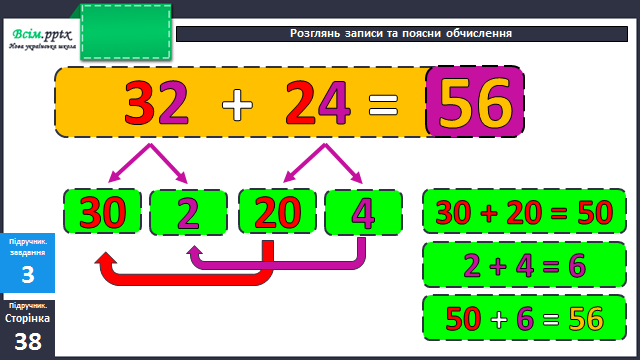 Всім.pptx
Нова українська школа
Розглянь записи та поясни обчислення
32 + 24 = 56
30 2 20 4
30 + 20 = 50
2 + 4 = 6
50 + 6 = 56
Підручник.
завдання
3
Підручник.
Сторінка
38